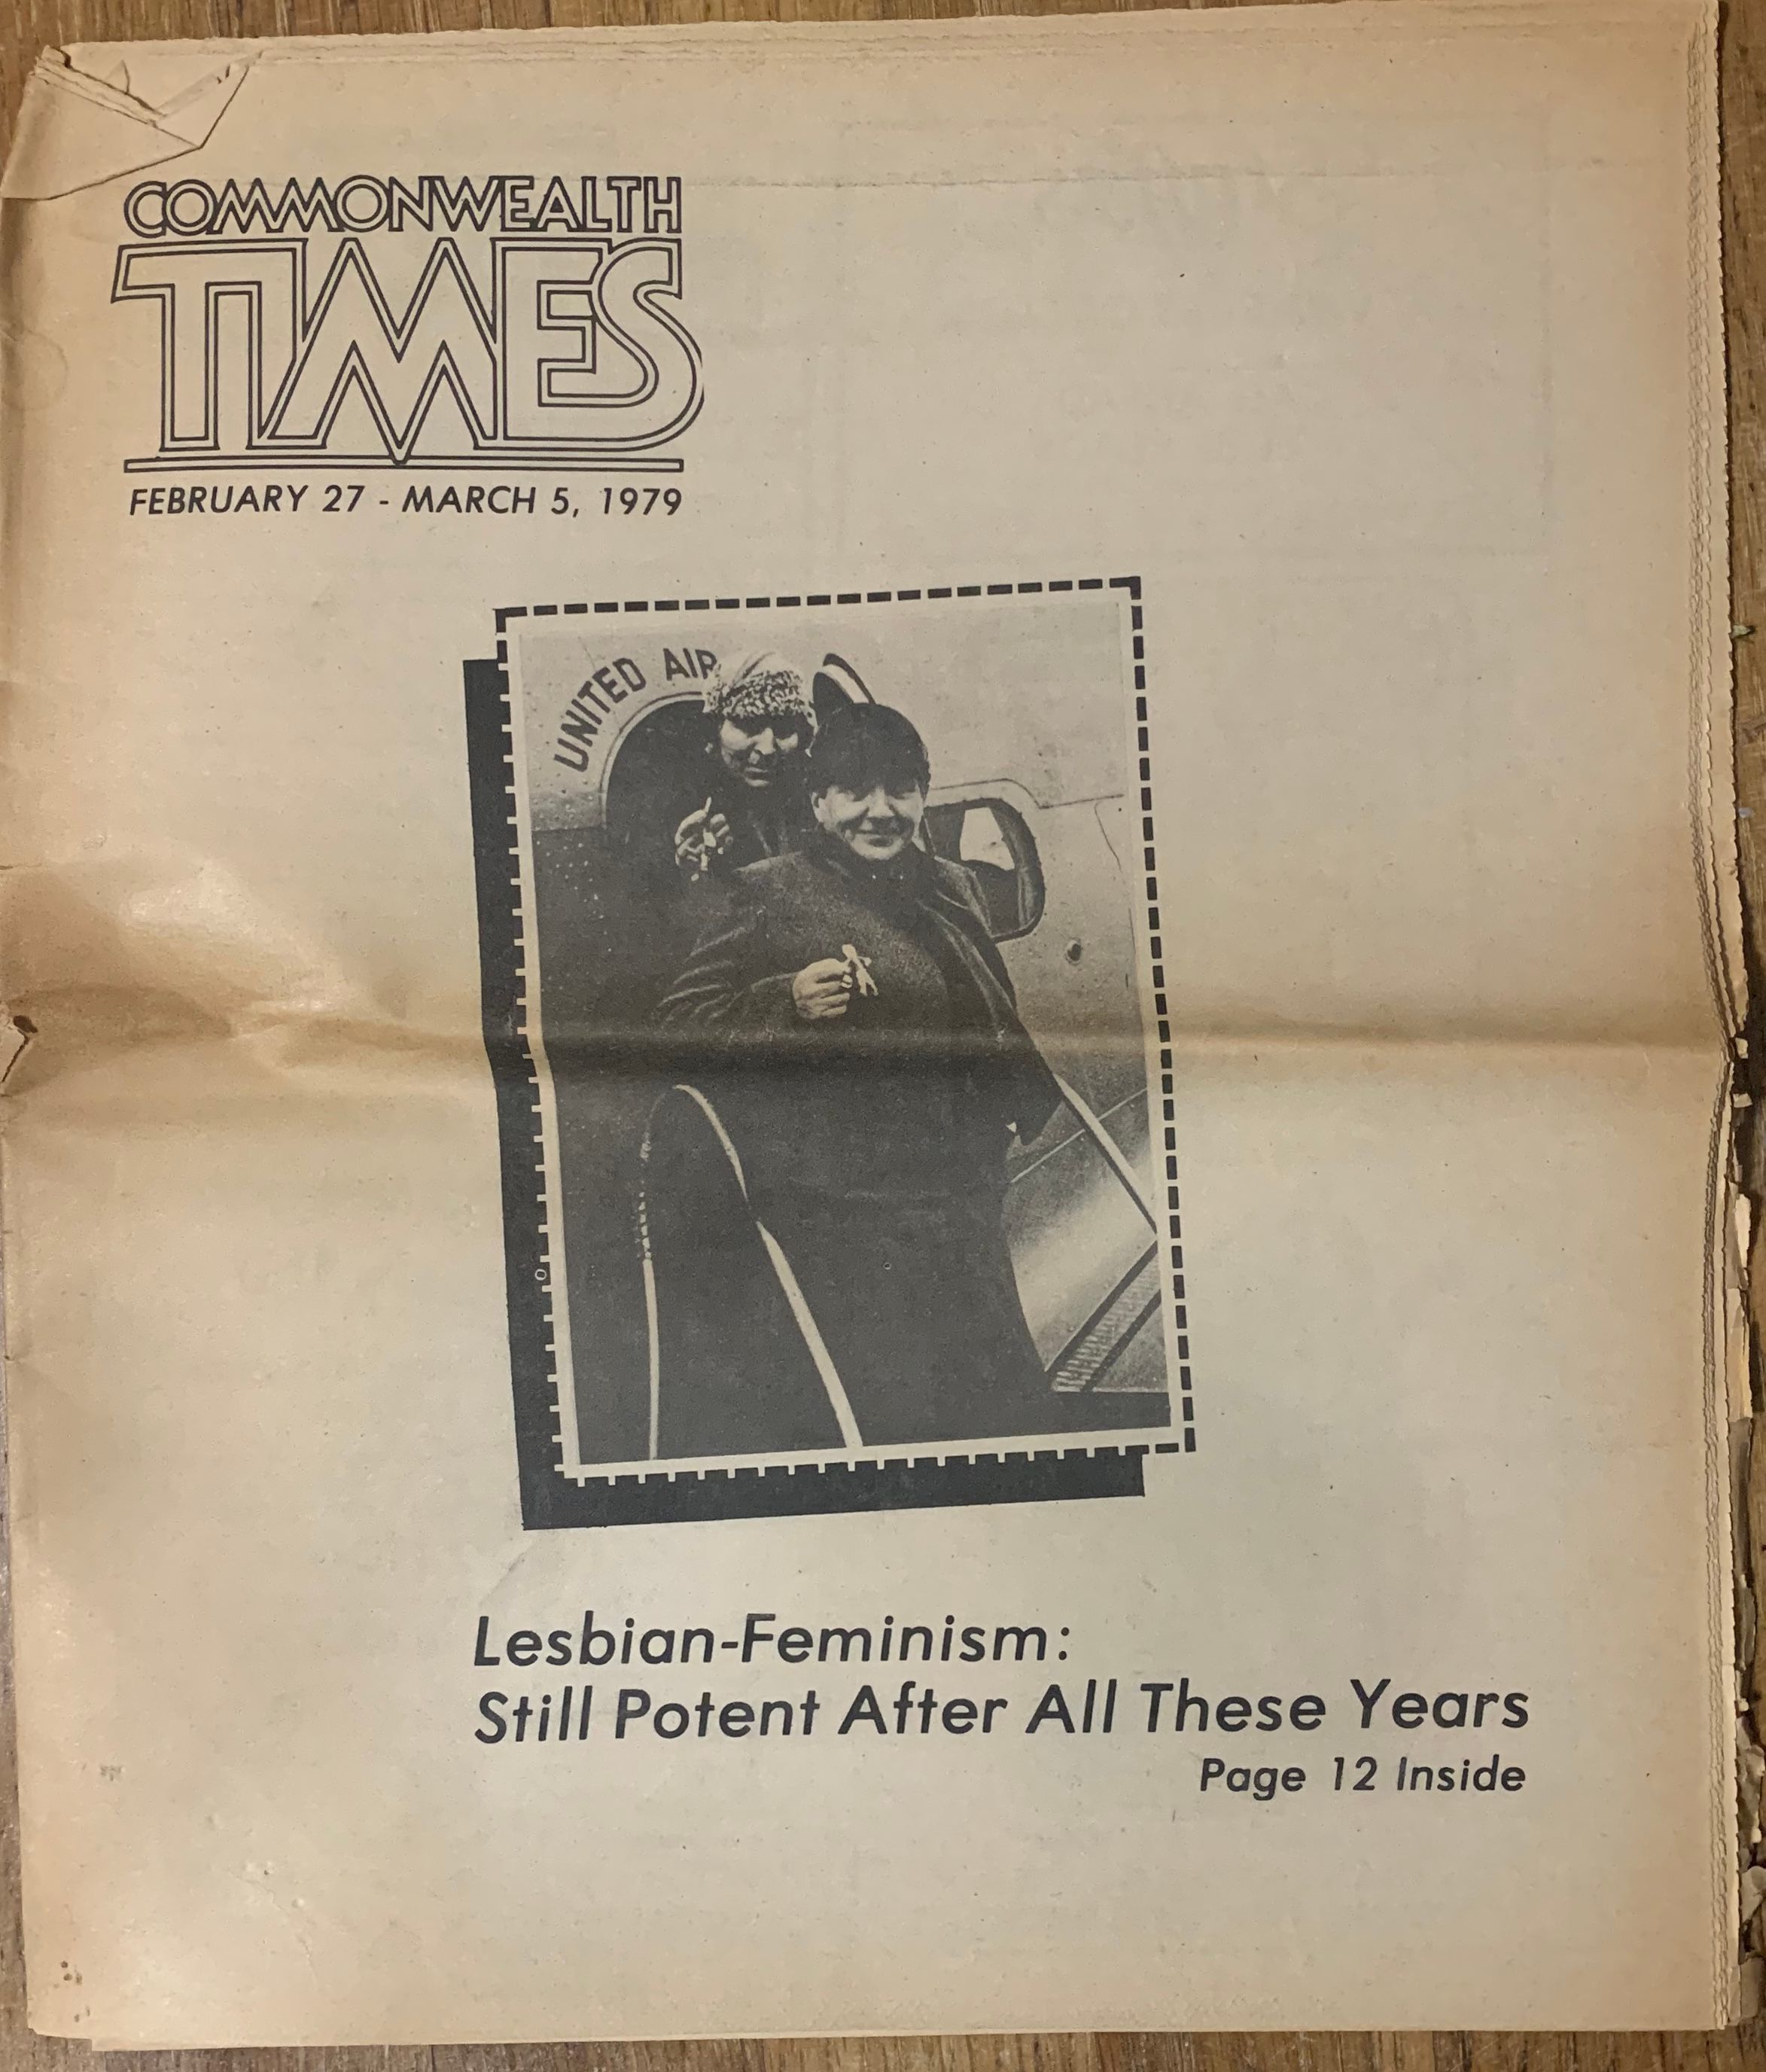 COMMONWEALTH
TIMES
FEBRUARY 27 - MARCH 5, 1979
UNITED AIR
Lesbian-Feminism:
Still Potent After All These Years
Page 12 Inside